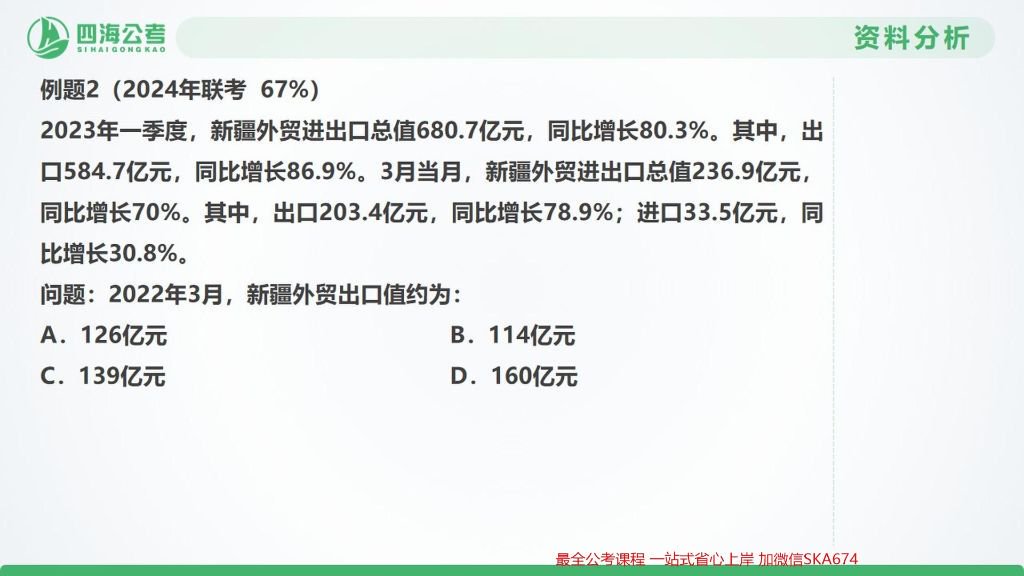 四海公考
SIHAIGONGKAO
资料分析
例题2（2024年联考 67%）
2023年一季度，新疆外贸进出口总值680.7亿元，同比增长80.3%。其中，出
口584.7亿元，同比增长86.9%。3月当月，新疆外贸进出口总值236.9亿元，
同比增长70%。其中，出口203.4亿元，同比增长78.9%；进口33.5亿元，同
比增长30.8%。
问题：2022年3月，新疆外贸出口值约为：
A．126亿元 B．114亿元
C．139亿元 D．160亿元
最全公考课程 一站式省心上岸 加微信SKA674